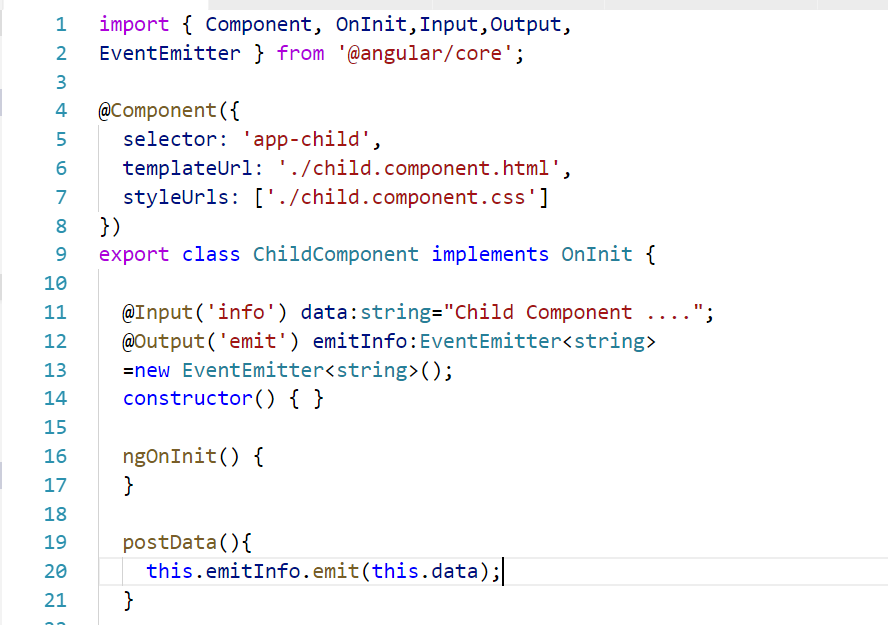 1 import { Component, OnInit,Input,Output,
2 EventEmitter } from '@angular/core';
3
4 @Component({
5   selector: 'app-child',
6   templateUrl: './child.component.html',
7   styleUrls: ['./child.component.css']
8 })
9 export class ChildComponent implements OnInit {
10
11   @Input('info') data:string="Child Component ....";
12   @Output('emit') emitInfo:EventEmitter<string>
13   =new EventEmitter<string>();
14   constructor() { }
15
16   ngOnInit() {
17   }
18
19   postData(){
20     this.emitInfo.emit(this.data);
21   }